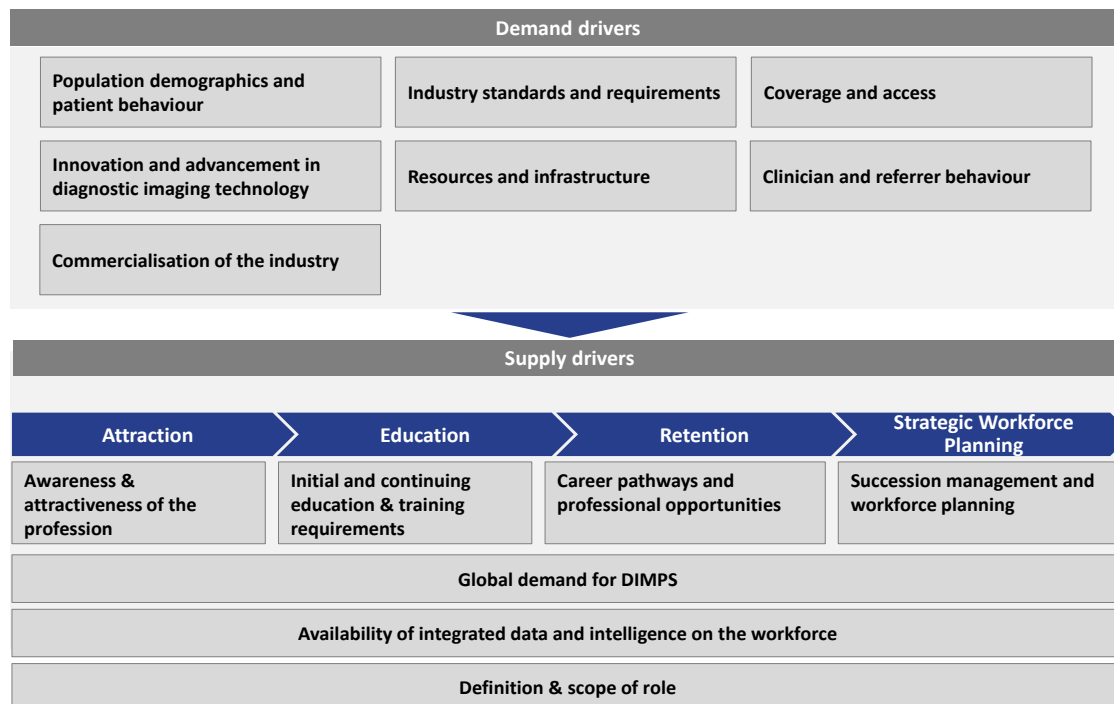 Demand drivers
Population demographics and
patient behaviour
Industry standards and requirements
Coverage and access
Innovation and advancement in
diagnostic imaging technology
Resources and infrastructure
Clinician and referrer behaviour
Commercialisation of the industry
Supply drivers
Attraction
Education
Retention
Strategic Workforce
Planning
Awareness &
attractiveness of the
profession
Initial and continuing
education & training
requirements
Career pathways and
professional opportunities
Succession management and
workforce planning
Global demand for DIMPS
Availability of integrated data and intelligence on the workforce
Definition & scope of role